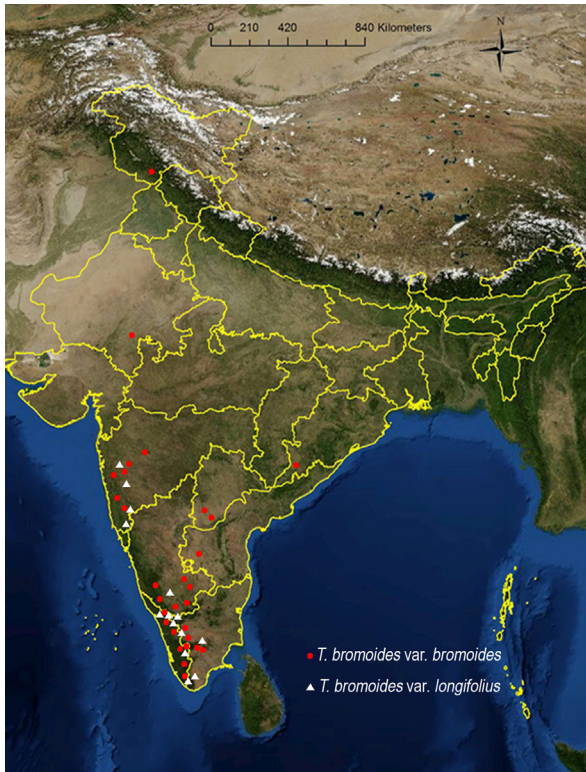 N
0 210 420 840 Kilometers
T. bromoides var. bromoides
T. bromoides var. longifolius